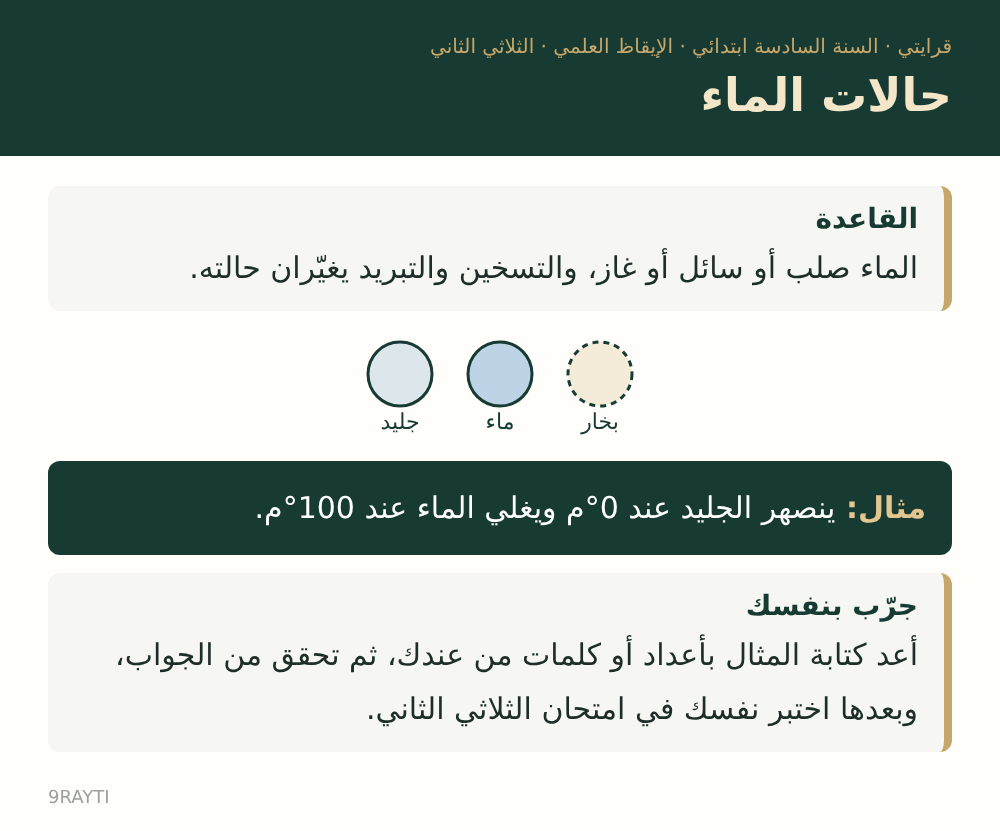 قرايتي · السنة السادسة ابتدائي · الإيقاظ العلمي · الثلاثي الثاني
حالات الماء
القاعدة
الماء صلب أو سائل أو غاز، والتسخين والتبريد يغيّران حالته.
بخار
ماء
جليد
مثال: ينصهر الجليد عند 0°م ويغلي الماء عند 100°م.
جرّب بنفسك
أعد كتابة المثال بأعداد أو كلمات من عندك، ثم تحقق من الجواب،
وبعدها اختبر نفسك في امتحان الثلاثي الثاني.
9RAYTI